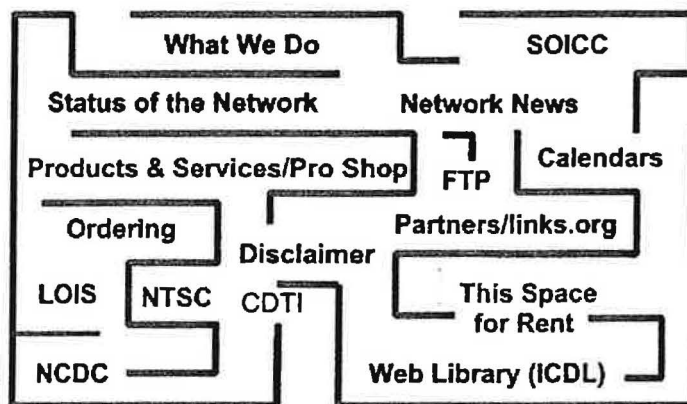 What We Do
SOICC
Status of the Network
Network News
Products & Services/Pro Shop
FTP
Calendars
Ordering
Partners/links.org
Disclaimer
LOIS
NTSC
CDTI
This Space
for Rent
NCDC
Web Library (ICDL)